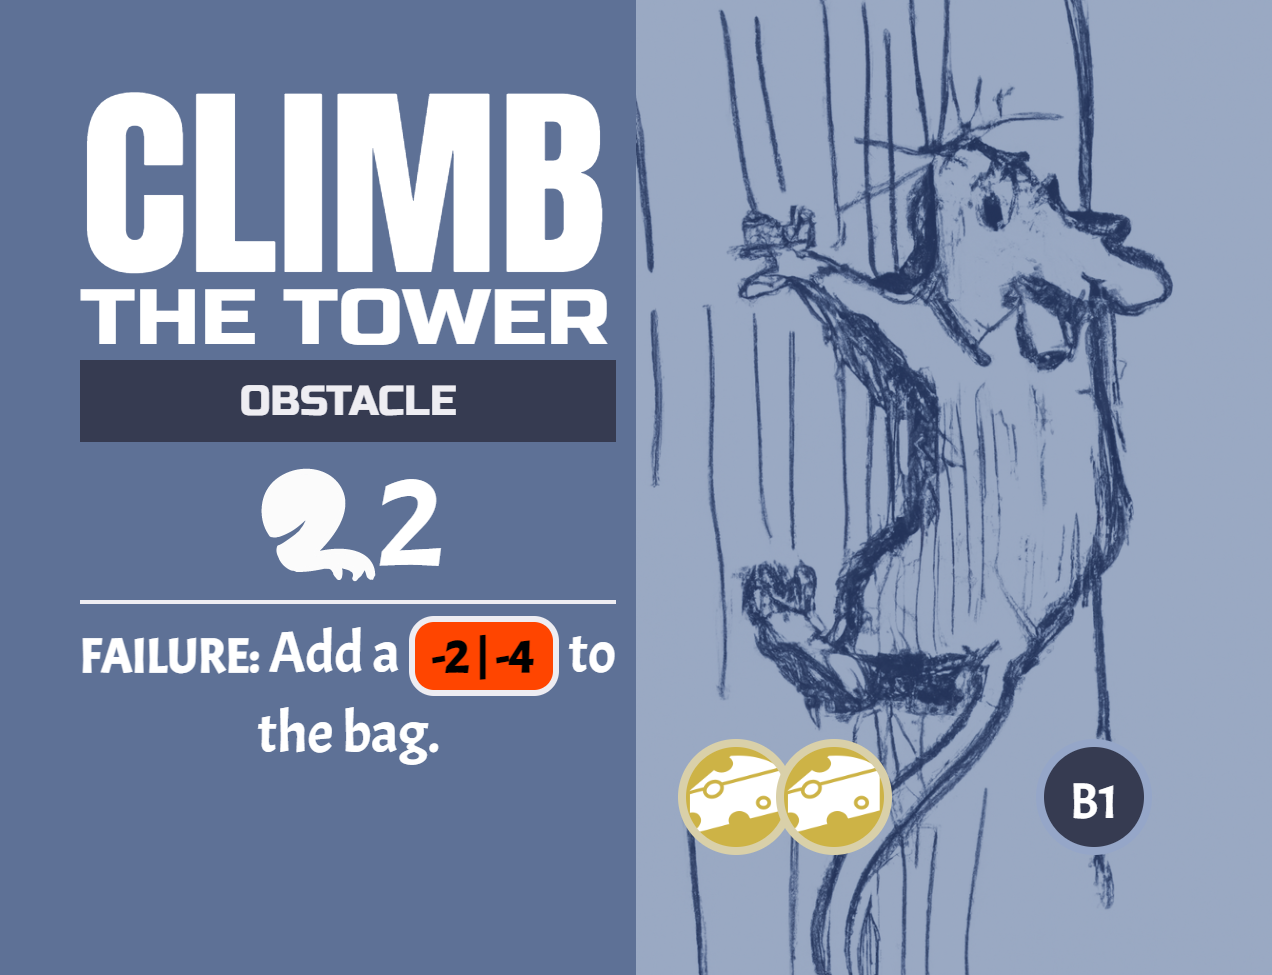 CLIMB
THE TOWER
OBSTACLE
2
FAILURE: Add a -2 | -4 to
the bag.
B1